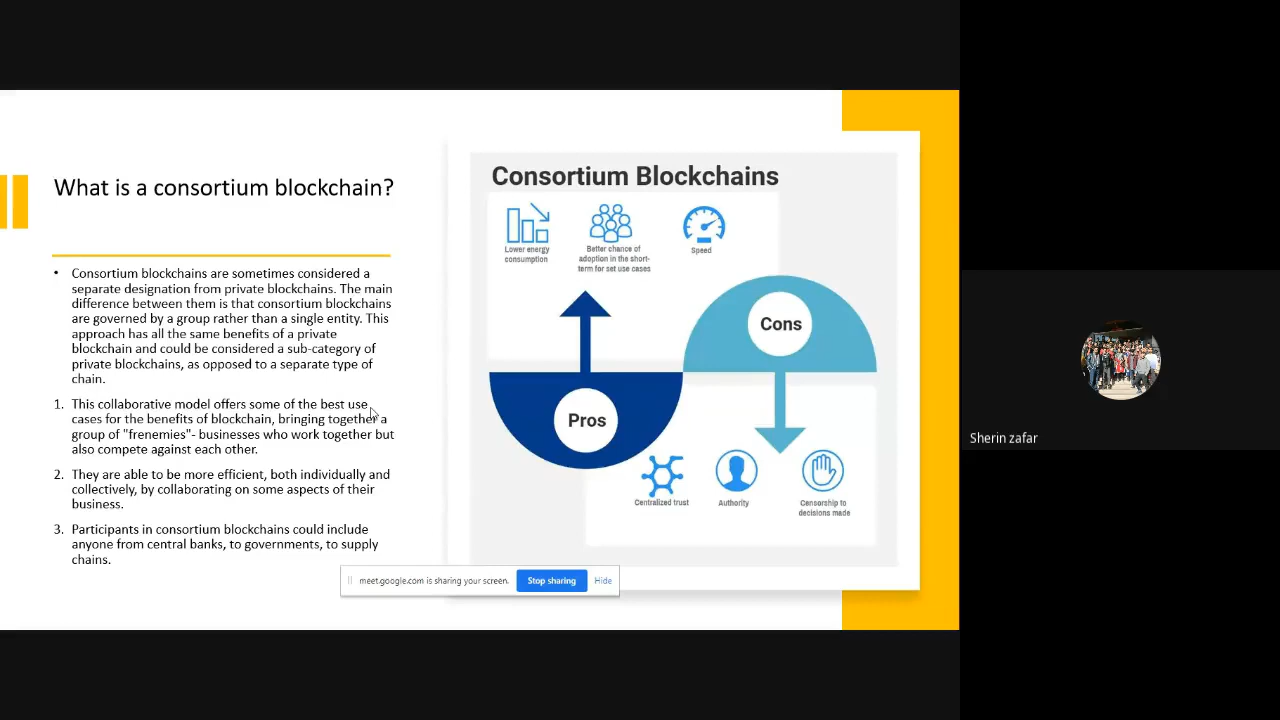 What is a consortium blockchain?
• Consortium blockchains are sometimes considered a
separate designation from private blockchains. The main
difference between them is that consortium blockchains
are governed by a group rather than a single entity. This
approach has all the same benefits of a private
blockchain and could be considered a sub-category of
private blockchains, as opposed to a separate type of
chain.
1. This collaborative model offers some of the best use
cases for the benefits of blockchain, bringing together a
group of "frenemies"- businesses who work together but
also compete against each other.
2. They are able to be more efficient, both individually and
collectively, by collaborating on some aspects of their
business.
3. Participants in consortium blockchains could include
anyone from central banks, to governments, to supply
chains.
Consortium Blockchains
Lower energy
consumption
Better chance of
adoption in the short-
term for set use cases
Speed
Cons
Pros
Centralized trust
Authority
Censorship to
decisions made
meet.google.com is sharing your screen.
Stop sharing
Hide
Sherin zafar